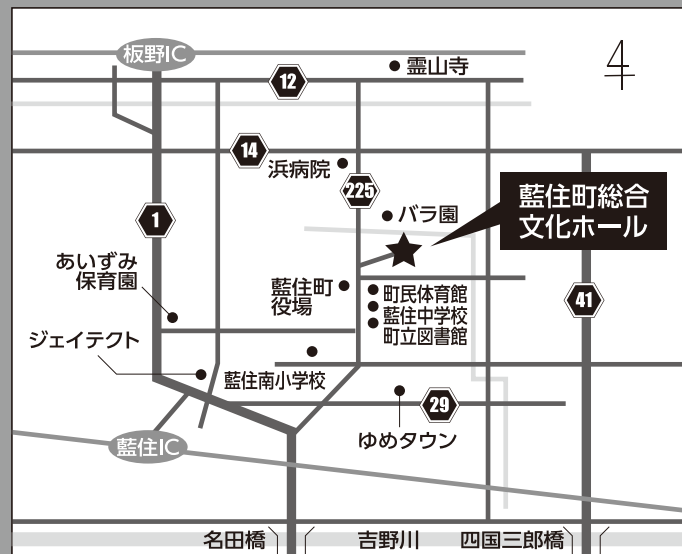 板野IC
霊山寺
12
14
浜病院
225
バラ園
藍住町総合
文化ホール
1
あいずみ
保育園
藍住町
役場
町民体育館
藍住中学校
町立図書館
41
ジェイテクト
藍住南小学校
29
ゆめタウン
藍住IC
名田橋
吉野川
四国三郎橋